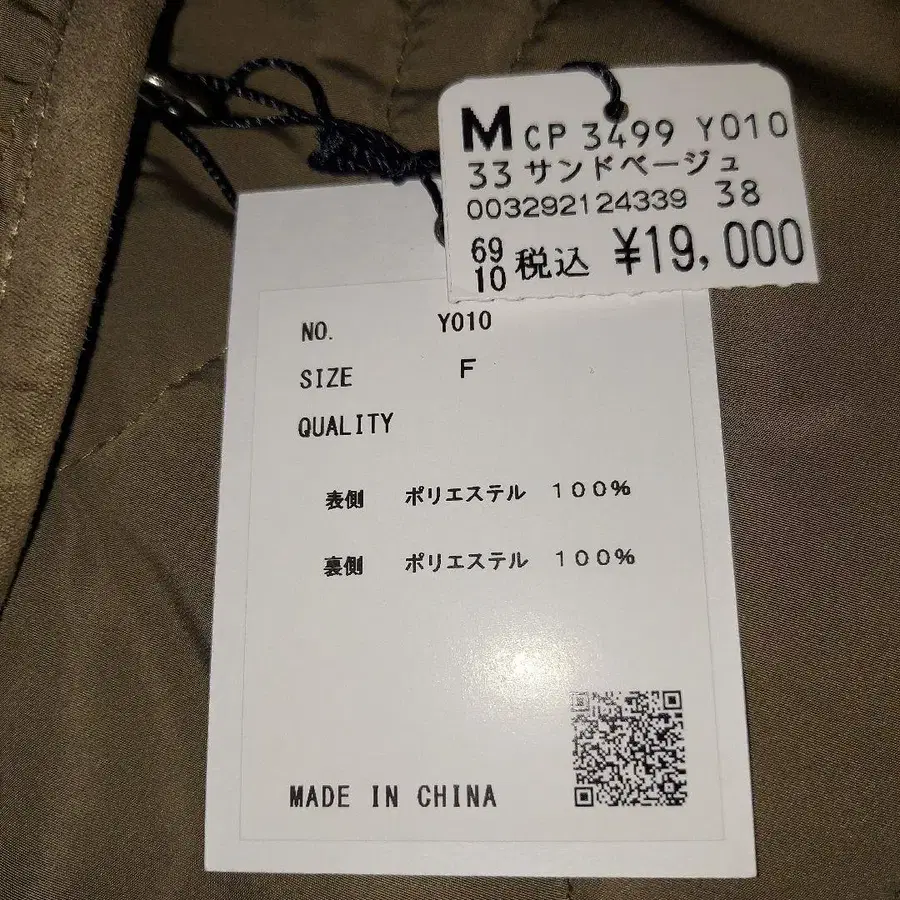 M CP 3499 Y010
33 サンドベージュ
003292124339 38
69
10 税込 ¥19,000
NO. Y010
SIZE F
QUALITY
表側 ポリエステル 100%
裏側 ポリエステル 100%
MADE IN CHINA